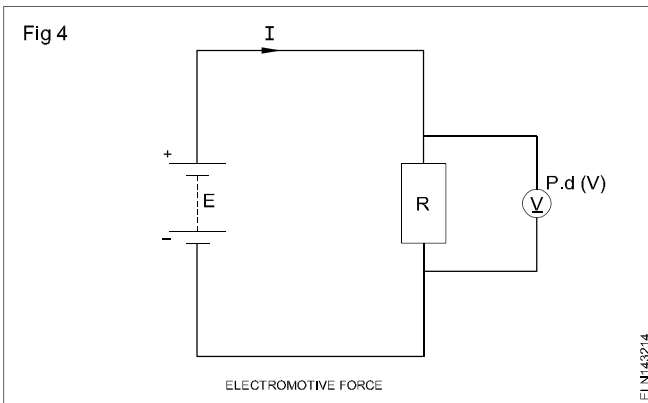 Fig 4
I
+
E
–
R
P.d (V)
V
ELECTROMOTIVE FORCE
ELN143214